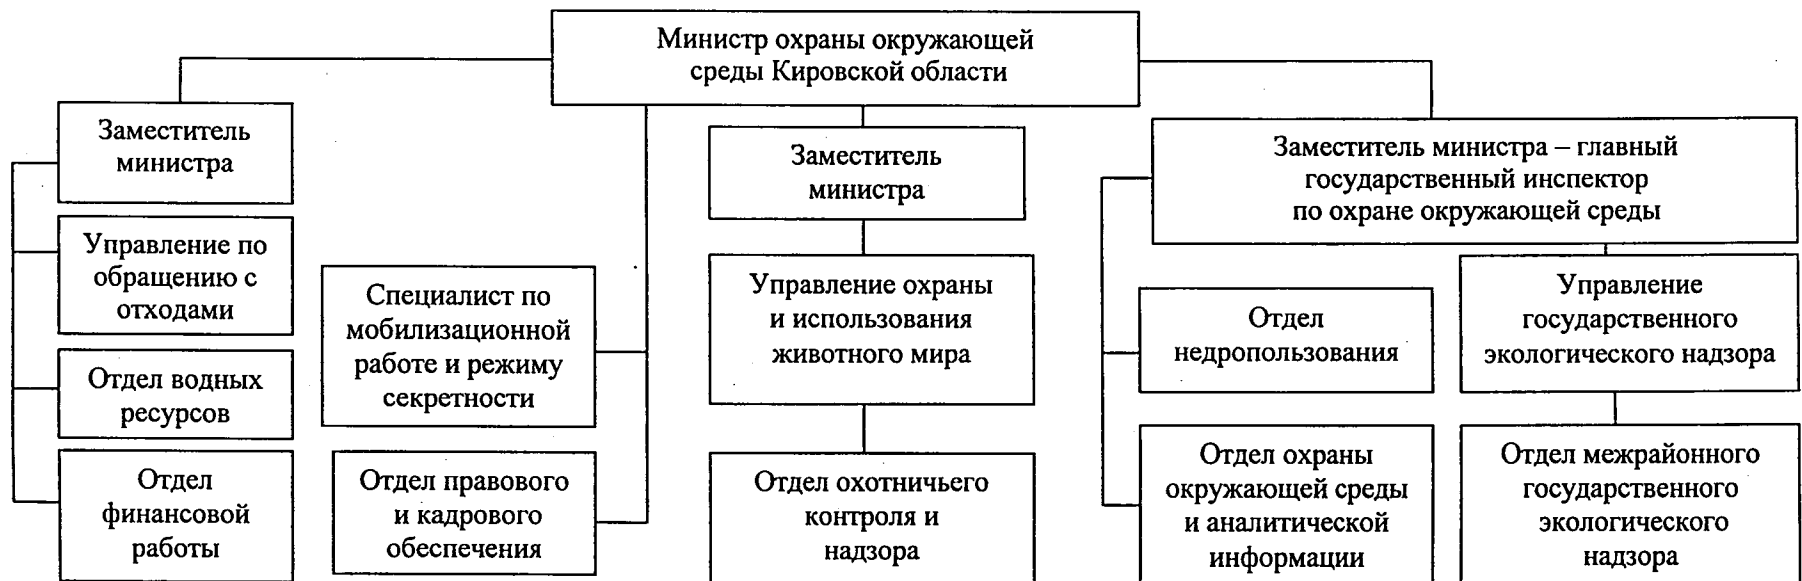 Министр охраны окружающей
среды Кировской области
Заместитель
министра
Управление по
обращению с
отходами
Отдел водных
ресурсов
Отдел
финансовой
работы
Специалист по
мобилизационной
работе и режиму
секретности
Отдел правового
и кадрового
обеспечения
Заместитель
министра
Управление охраны
и использования
животного мира
Отдел охотничьего
контроля и
надзора
Заместитель министра – главный
государственный инспектор
по охране окружающей среды
Отдел
недропользования
Отдел охраны
окружающей среды
и аналитической
информации
Управление
государственного
экологического надзора
Отдел межрайонного
государственного
экологического
надзора